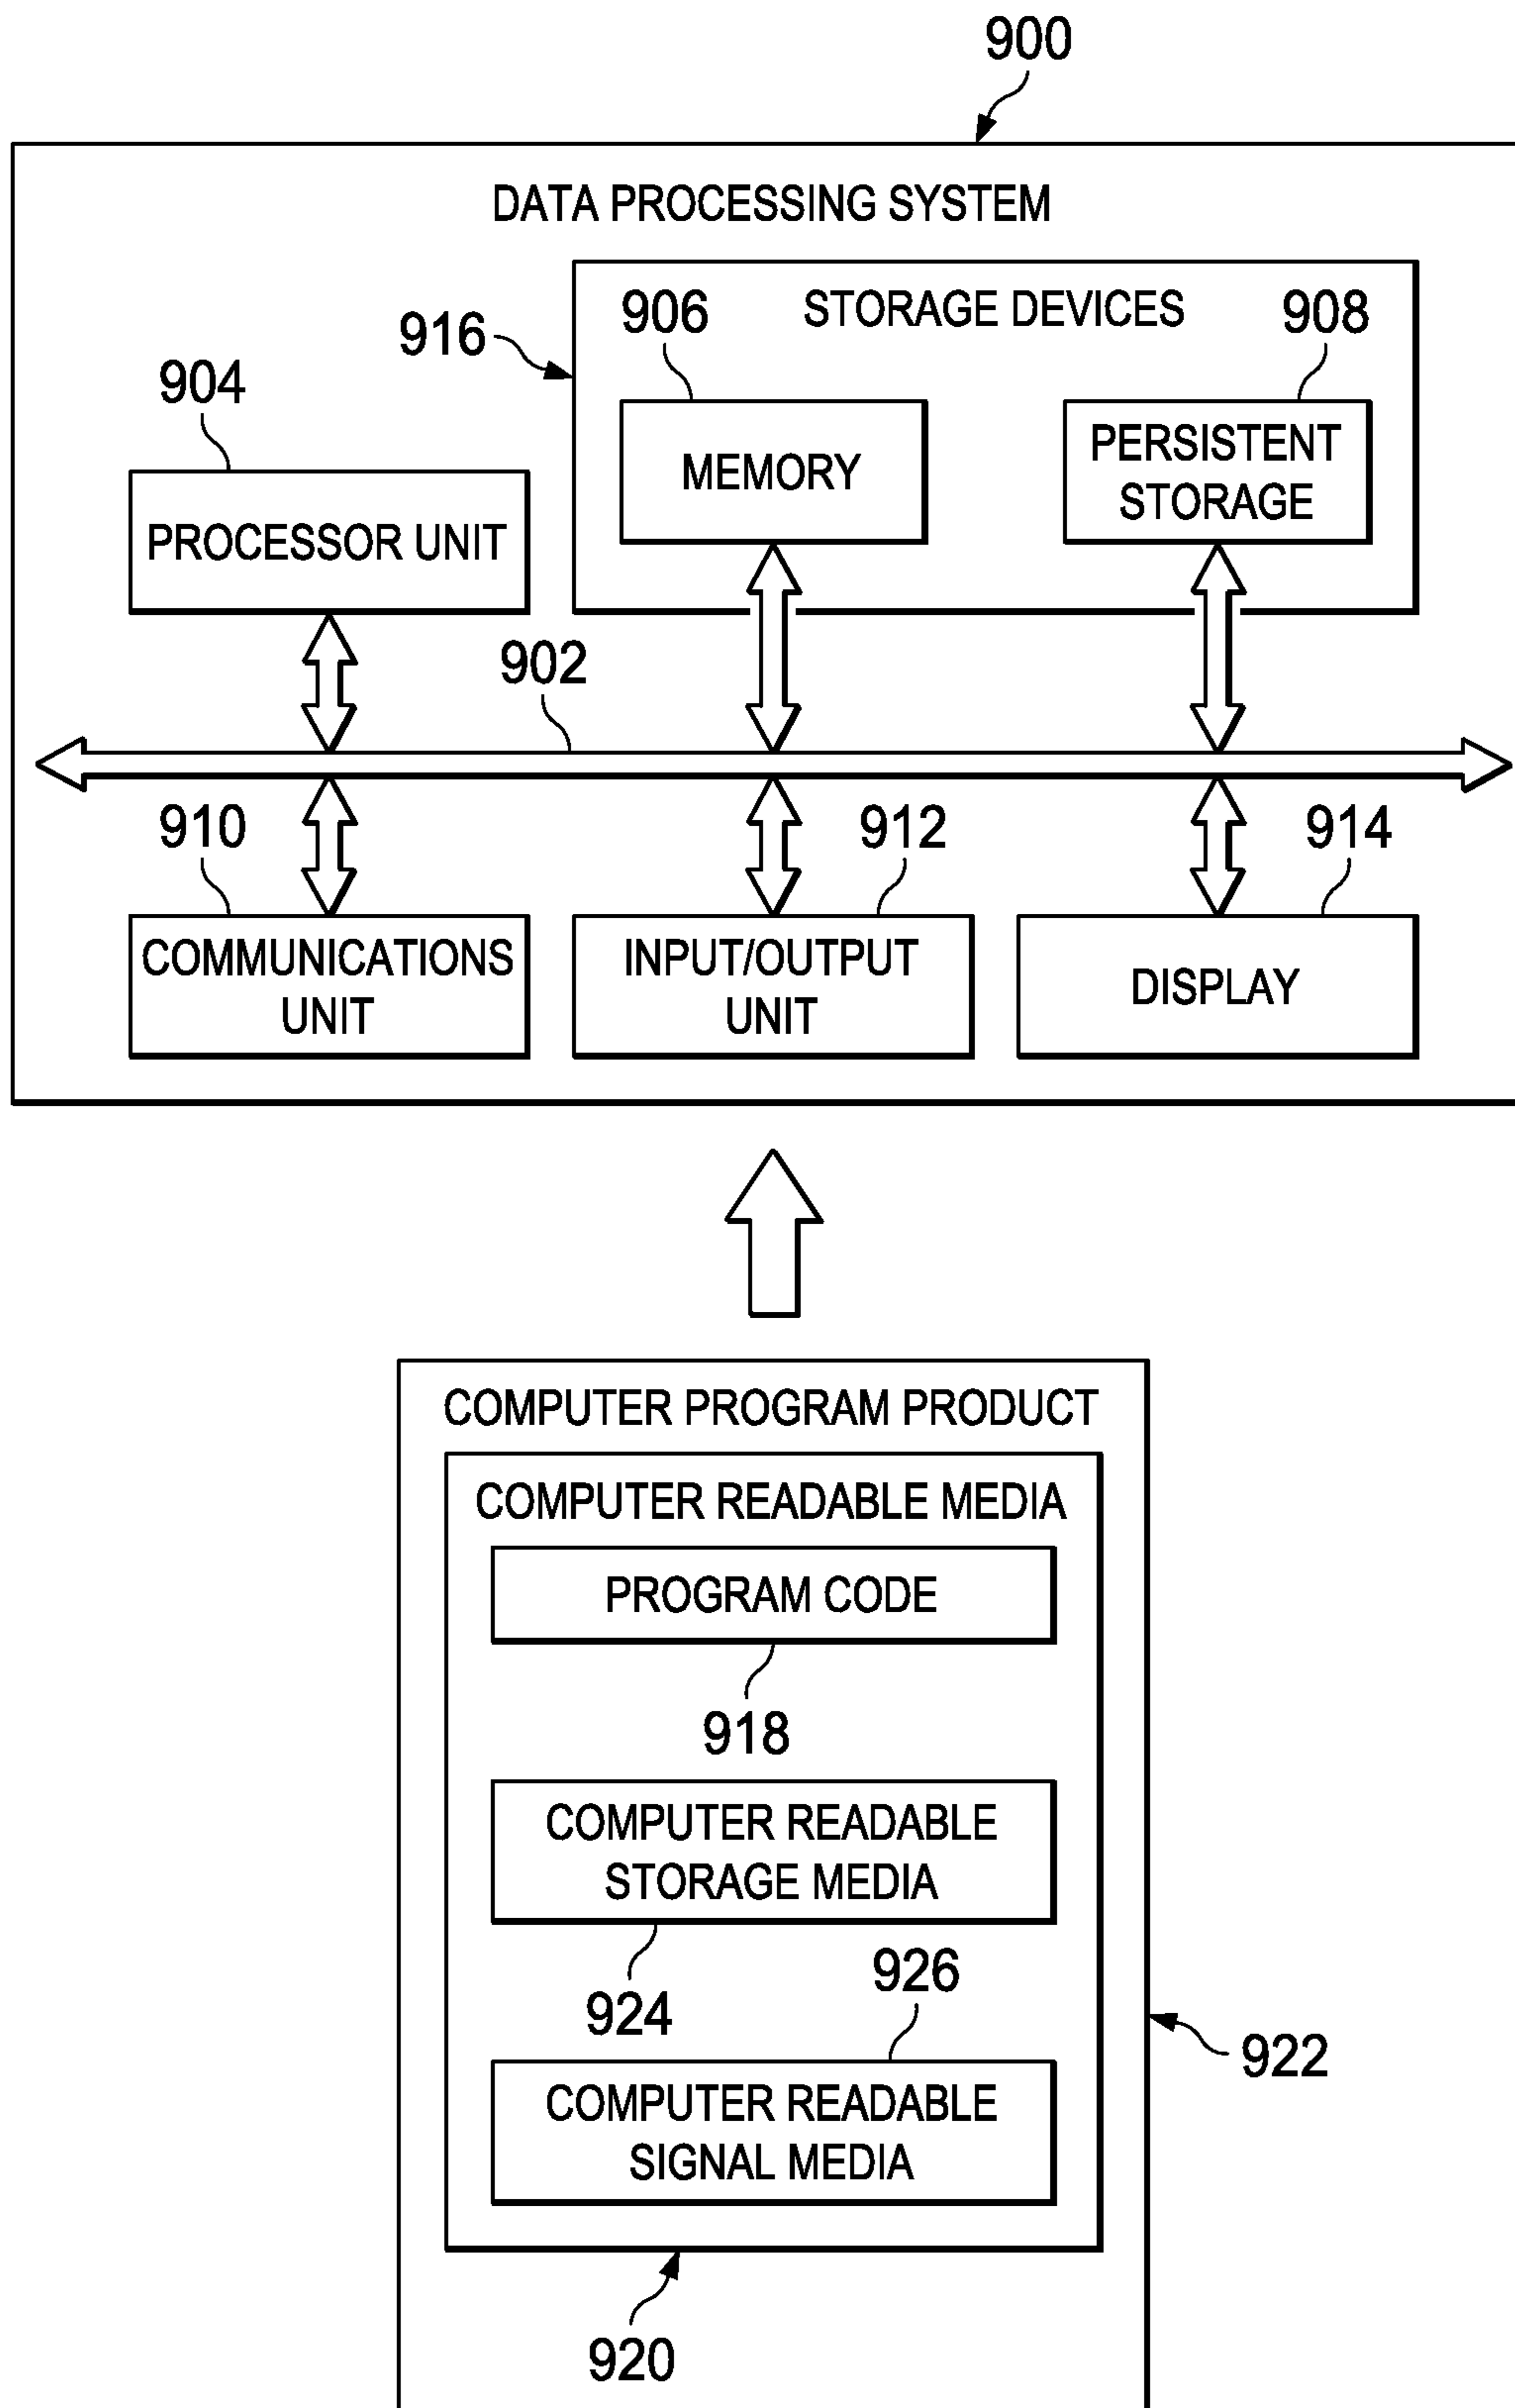 900
DATA PROCESSING SYSTEM
916
906
STORAGE DEVICES
908
904
MEMORY
PERSISTENT
STORAGE
PROCESSOR UNIT
902
910
912
914
COMMUNICATIONS
UNIT
INPUT/OUTPUT
UNIT
DISPLAY
COMPUTER PROGRAM PRODUCT
COMPUTER READABLE MEDIA
PROGRAM CODE
918
COMPUTER READABLE
STORAGE MEDIA
924
926
922
COMPUTER READABLE
SIGNAL MEDIA
920